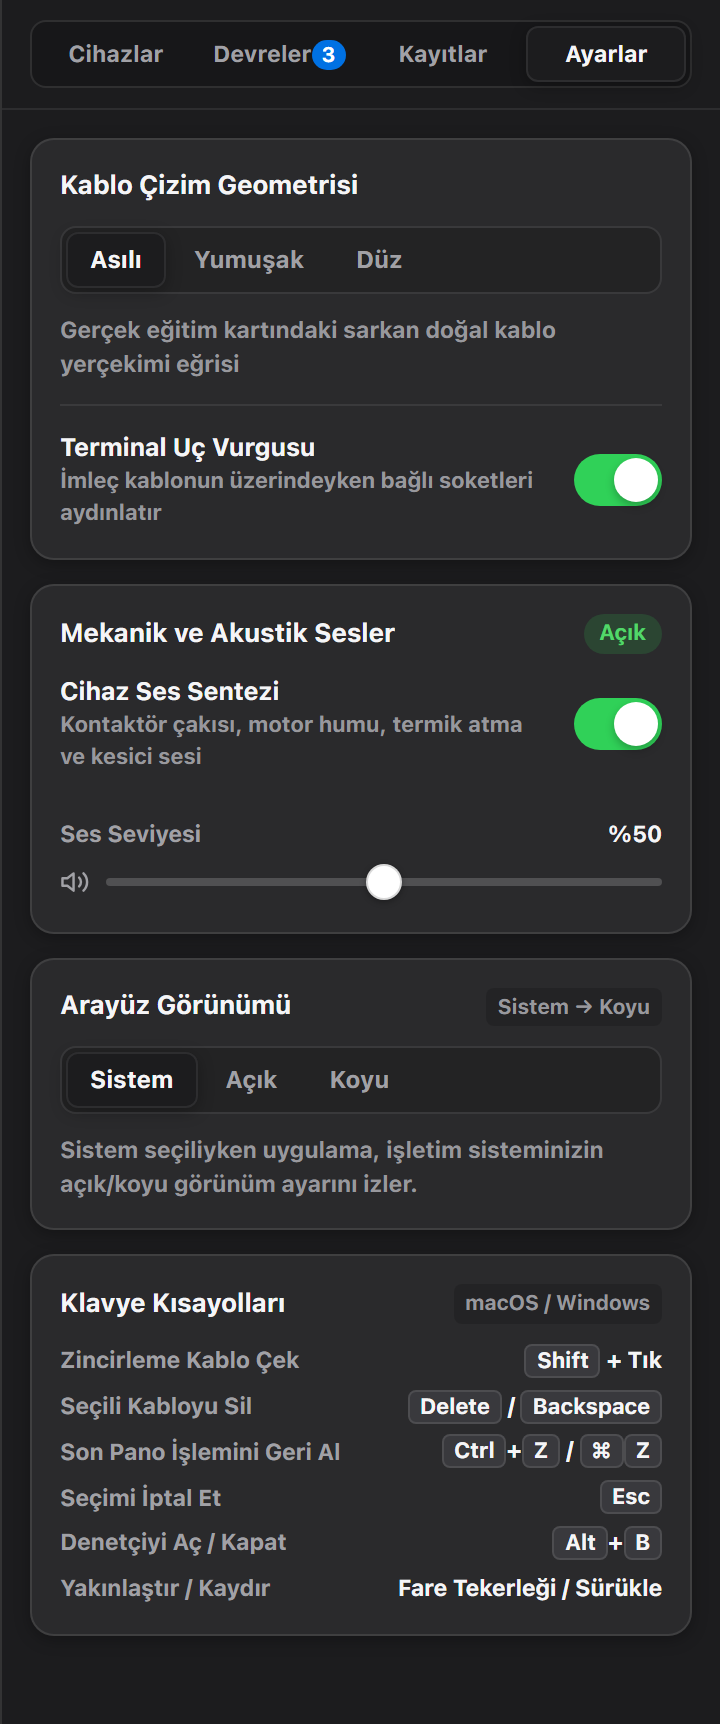 Cihazlar Devreler 3 Kayıtlar Ayarlar
Kablo Çizim Geometrisi
Asılı Yumuşak Düz
Gerçek eğitim kartındaki sarkan doğal kablo
yerçekimi eğrisi
Terminal Uç Vurgusu
İmleç kablonun üzerindeyken bağlı soketleri
aydınlatır
Mekanik ve Akustik Sesler Açık
Cihaz Ses Sentezi
Kontaktör çakısı, motor humu, termik atma
ve kesici sesi
Ses Seviyesi %50
Arayüz Görünümü Sistem → Koyu
Sistem Açık Koyu
Sistem seçiliyken uygulama, işletim sisteminizin
açık/koyu görünüm ayarını izler.
Klavye Kısayolları macOS / Windows
Zincirleme Kablo Çek Shift + Tık
Seçili Kabloyu Sil Delete / Backspace
Son Pano İşlemini Geri Al Ctrl + Z / ⌘ Z
Seçimi İptal Et Esc
Denetçiyi Aç / Kapat Alt + B
Yakınlaştır / Kaydır Fare Tekerleği / Sürükle